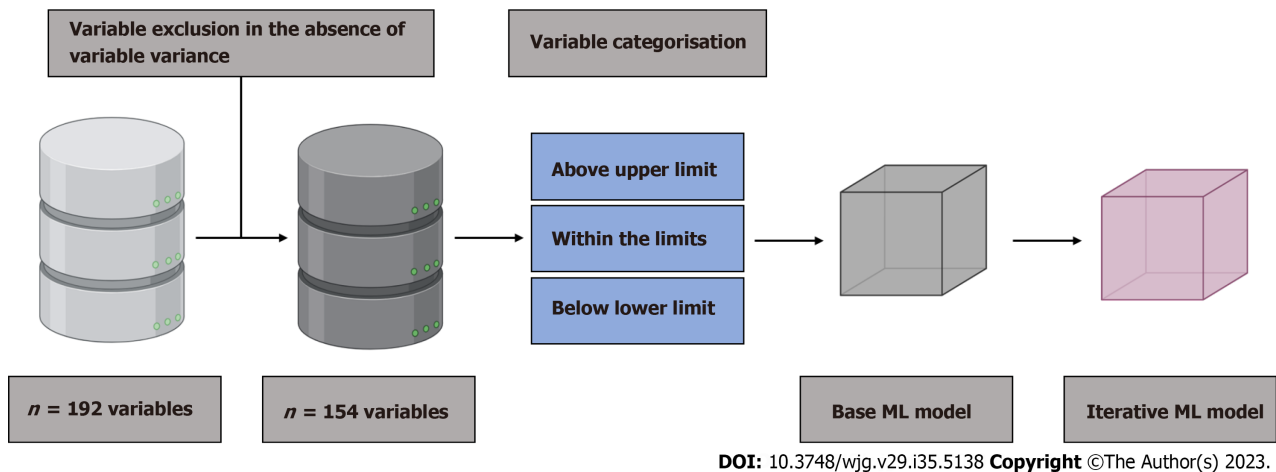 Variable exclusion in the absence of
variable variance
Variable categorisation
Above upper limit
Within the limits
Below lower limit
n = 192 variables
n = 154 variables
Base ML model
Iterative ML model
DOI: 10.3748/wjg.v29.i35.5138 Copyright ©The Author(s) 2023.